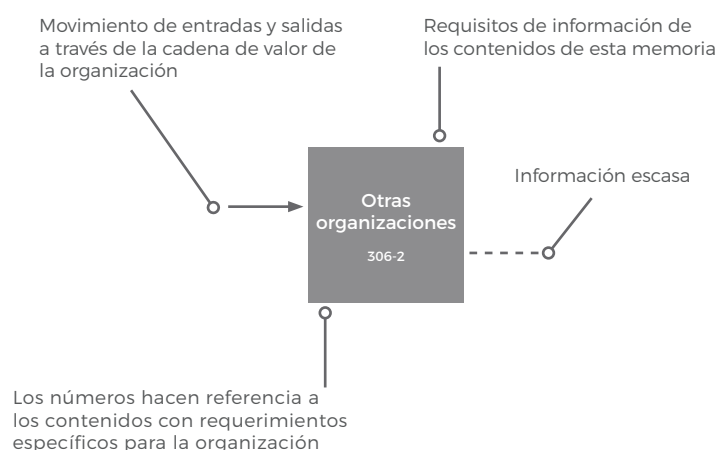 Movimiento de entradas y salidas
a través de la cadena de valor de
la organización
Requisitos de información de
los contenidos de esta memoria
Información escasa
Otras
organizaciones
306-2
Los números hacen referencia a
los contenidos con requerimientos
específicos para la organización